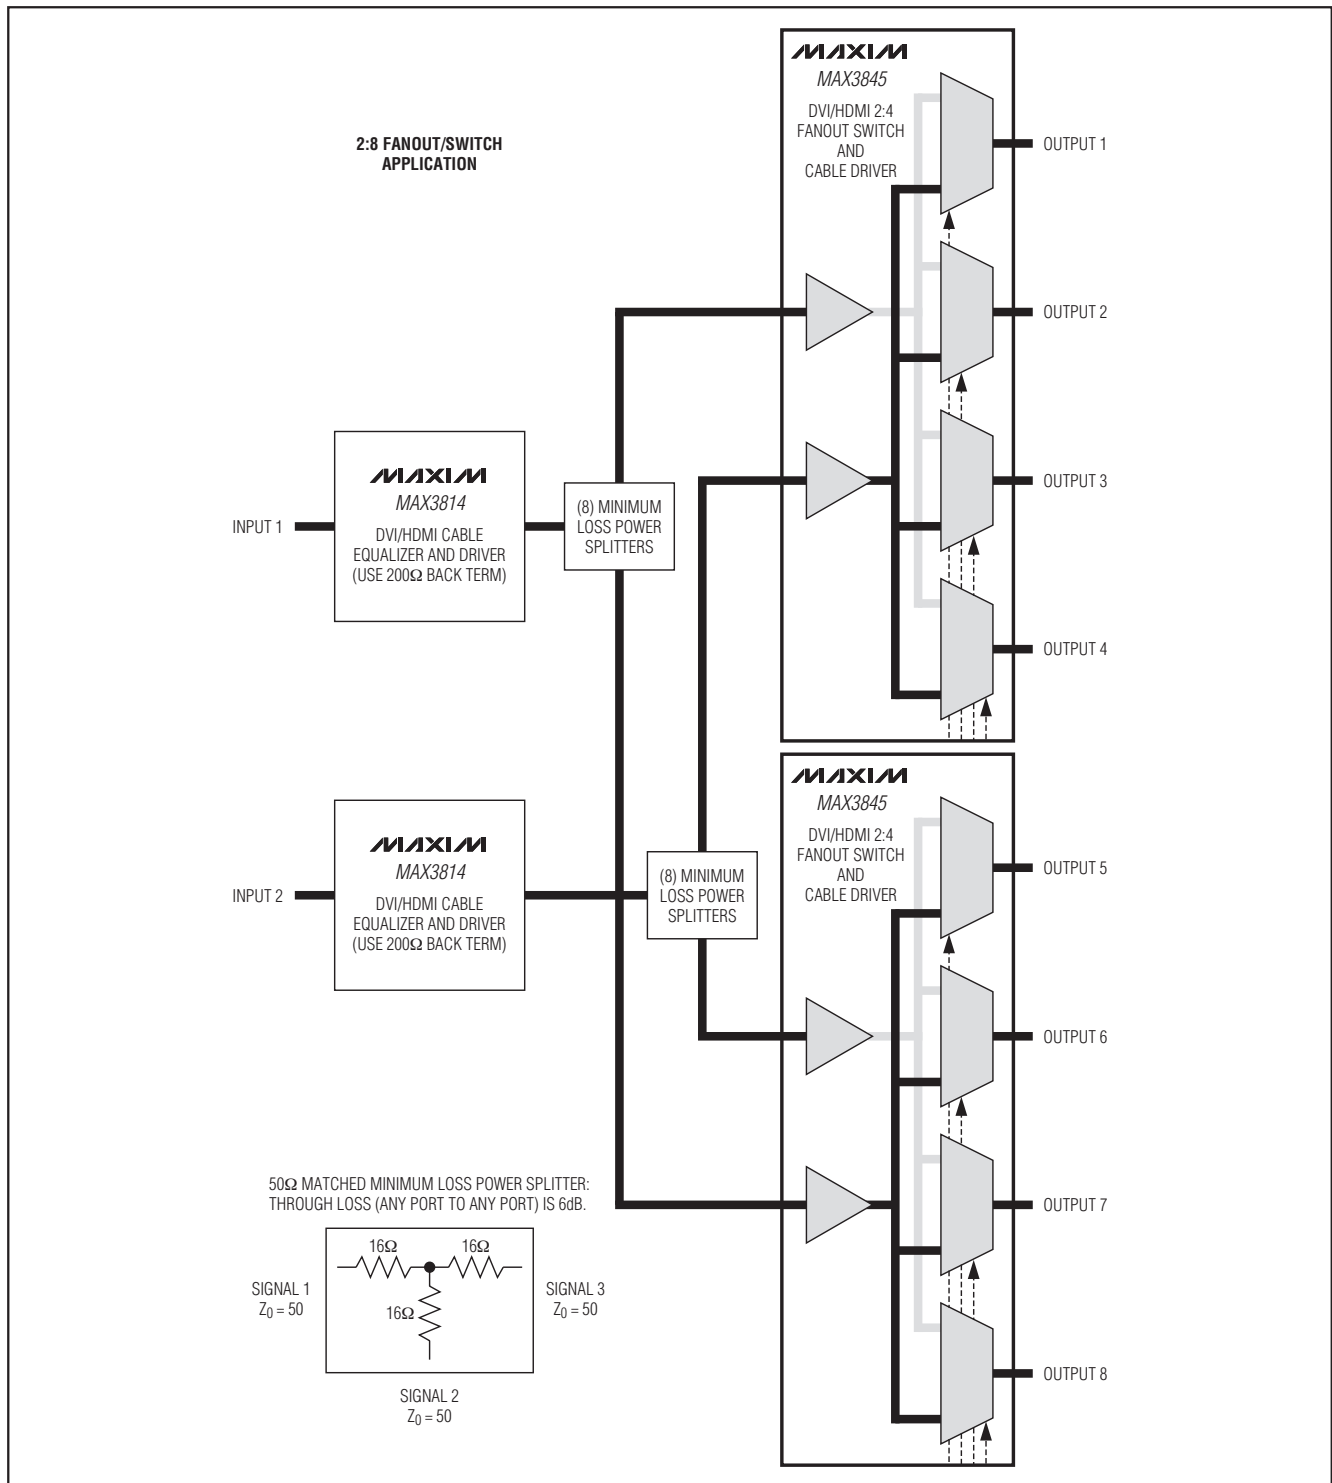 2:8 FANOUT/SWITCH
APPLICATION
MAXIM
MAX3845
DVI/HDMI 2:4
FANOUT SWITCH
AND
CABLE DRIVER
OUTPUT 1
OUTPUT 2
OUTPUT 3
OUTPUT 4
INPUT 1
MAXIM
MAX3814
DVI/HDMI CABLE
EQUALIZER AND DRIVER
(USE 200Ω BACK TERM)
(8) MINIMUM
LOSS POWER
SPLITTERS
INPUT 2
MAXIM
MAX3814
DVI/HDMI CABLE
EQUALIZER AND DRIVER
(USE 200Ω BACK TERM)
(8) MINIMUM
LOSS POWER
SPLITTERS
MAXIM
MAX3845
DVI/HDMI 2:4
FANOUT SWITCH
AND
CABLE DRIVER
OUTPUT 5
OUTPUT 6
OUTPUT 7
OUTPUT 8
50Ω MATCHED MINIMUM LOSS POWER SPLITTER:
THROUGH LOSS (ANY PORT TO ANY PORT) IS 6dB.
16Ω
16Ω
16Ω
SIGNAL 1
Z0 = 50
SIGNAL 3
Z0 = 50
SIGNAL 2
Z0 = 50